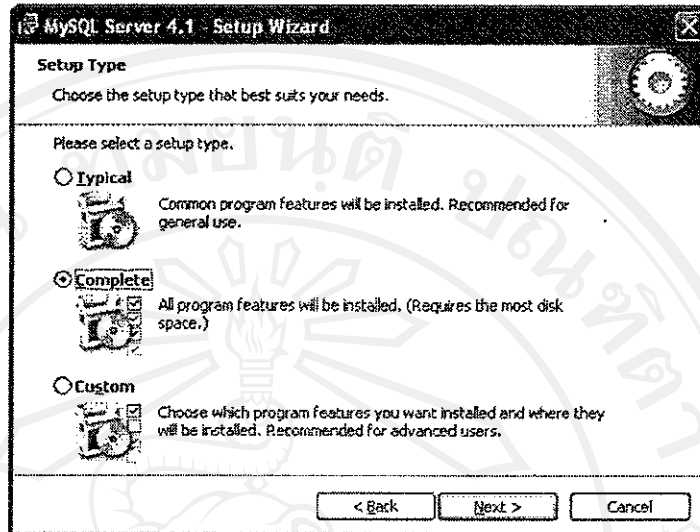 MySQL Server 4.1 - Setup Wizard
Setup Type
Choose the setup type that best suits your needs.
Please select a setup type.
Typical
Common program features will be installed. Recommended for
general use.
Complete
All program features will be installed. (Requires the most disk
space.)
Custom
Choose which program features you want installed and where they
will be installed. Recommended for advanced users.
< Back
Next >
Cancel